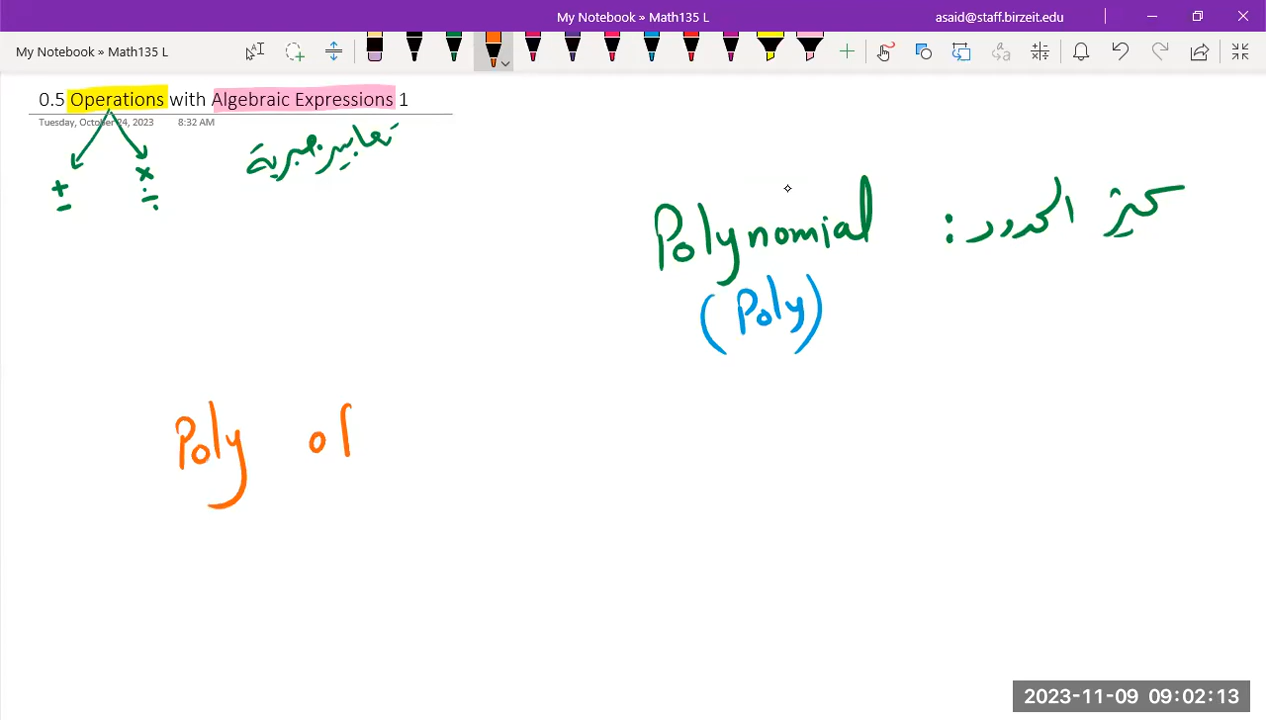 My Notebook » Math135 L
asaid@staff.birzeit.edu
My Notebook » Math135 L
0.5 Operations with Algebraic Expressions 1
Tuesday, October 24, 2023 8:32 AM
تعابير جبرية
+ ×
− ÷
Polynomial : كثير الحدود
(Poly)
Poly of
2023-11-09 09:02:13